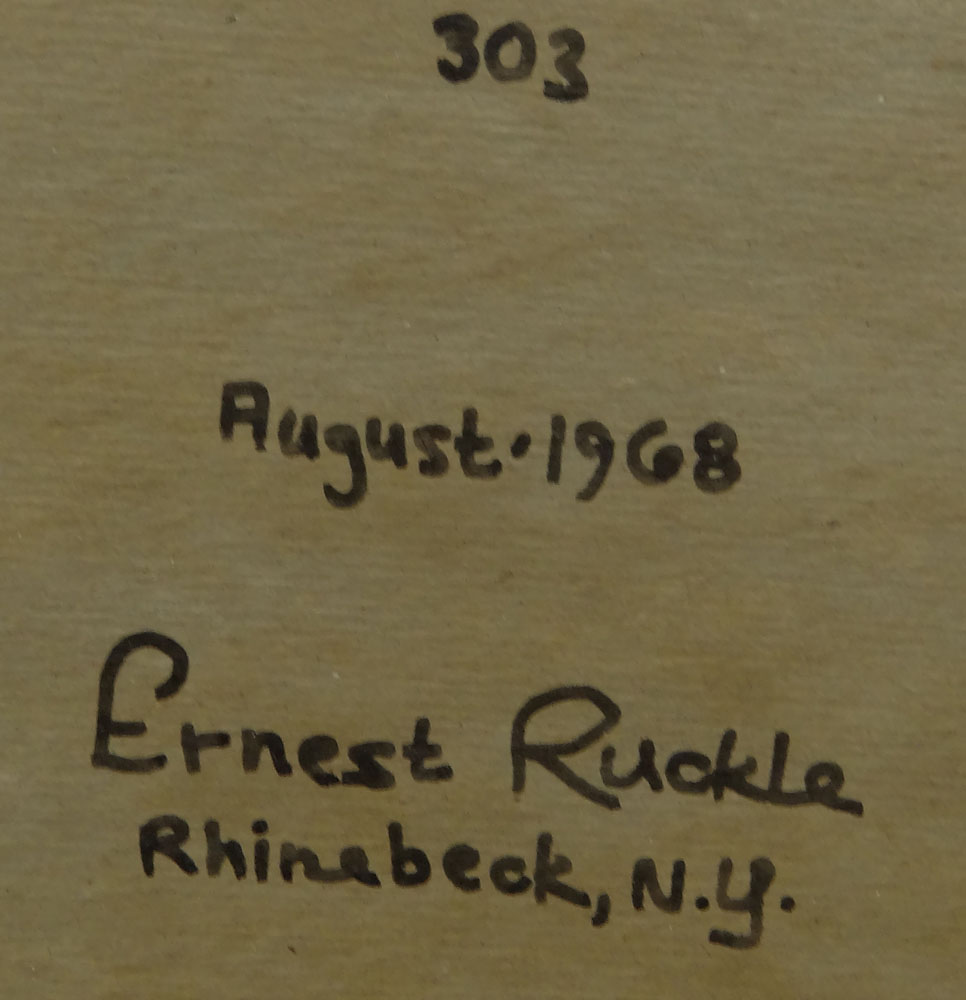 303
August·1968
Ernest Ruckle
Rhinebeck, N.Y.